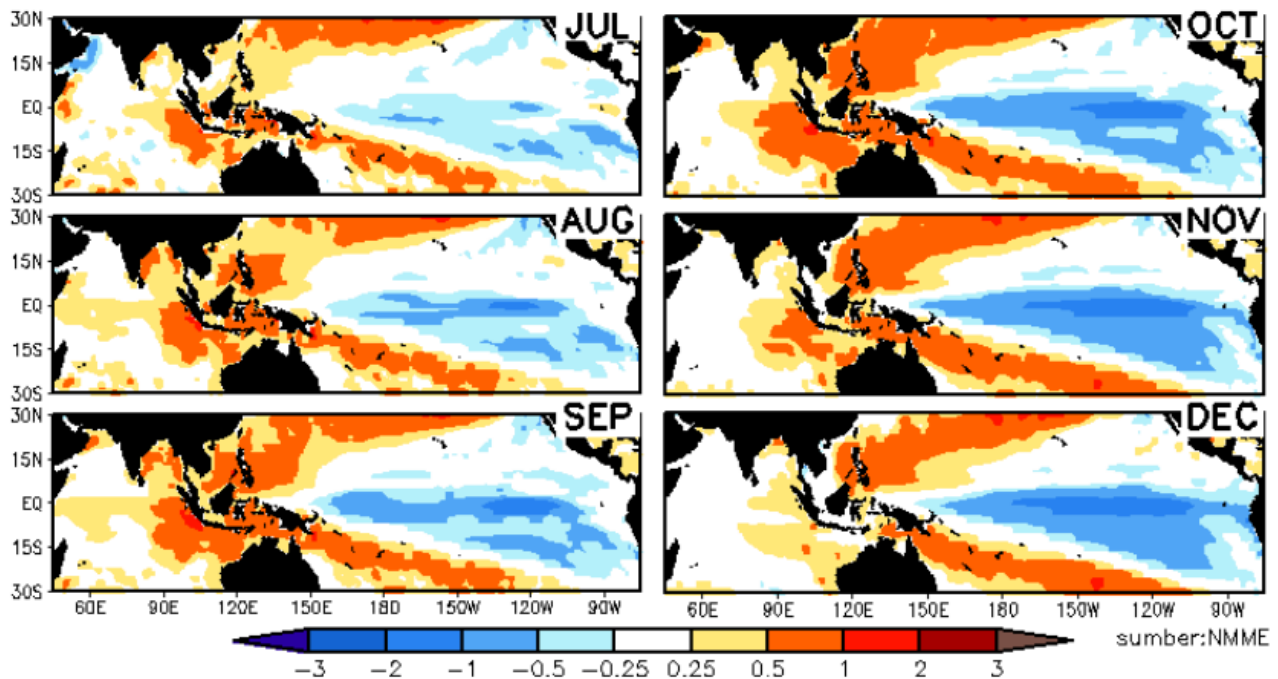 JUL
30N
15N
EQ
15S
30S
OCT
AUG
30N
15N
EQ
15S
30S
NOV
SEP
30N
15N
EQ
15S
30S
60E 90E 120E 150E 180 150W 120W 90W
DEC
60E 90E 120E 150E 180 150W 120W 90W
-3 -2 -1 -0.5 -0.25 0.25 0.5 1 2 3
sumber:NMME